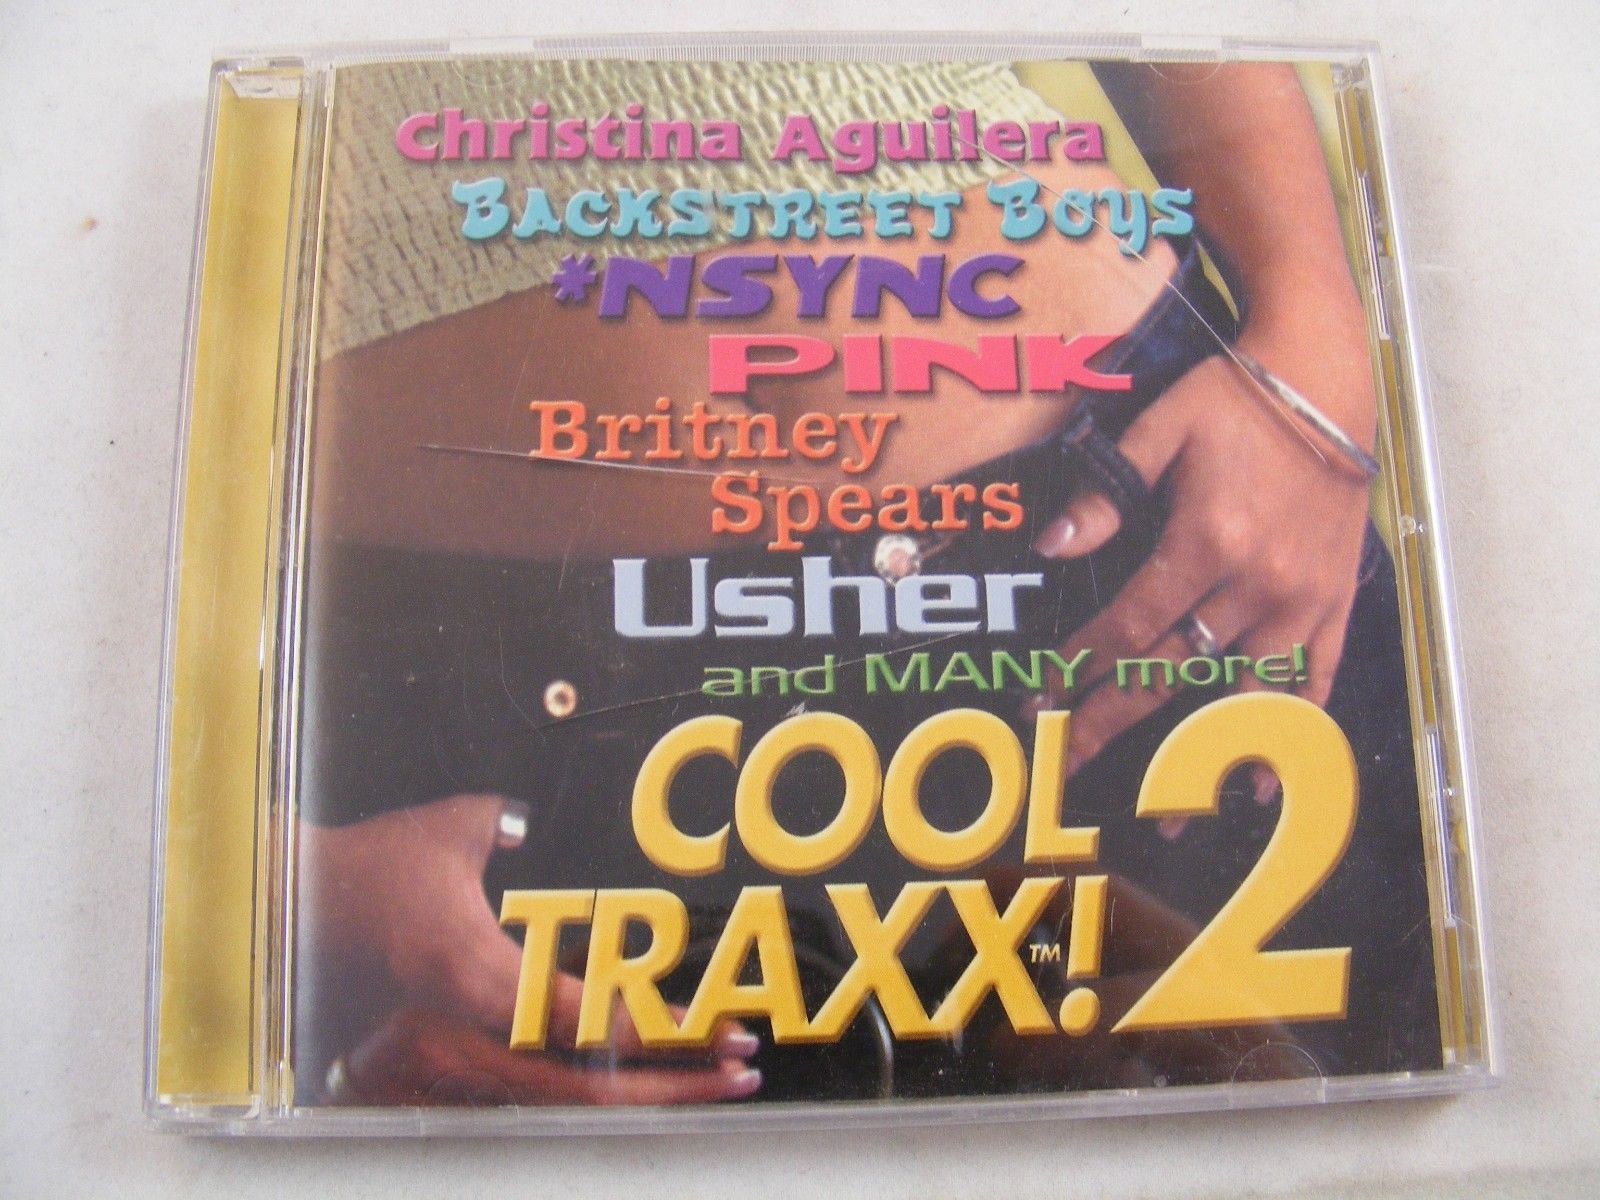 Christina Aguilera
BACKSTREET BOYS
*NSYNC
PINK
Britney
Spears
Usher
and MANY more!
COOL
TRAXX!™ 2